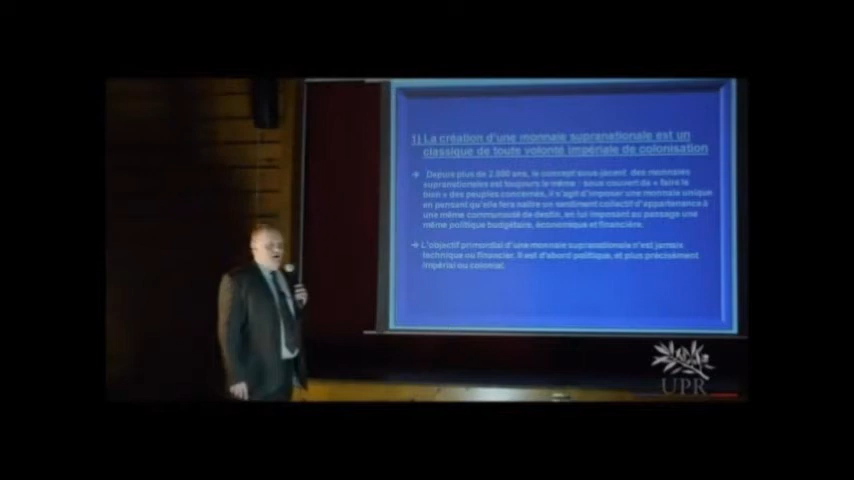 1) La création d'une monnaie supranationale est un
classique de toute volonté impériale de colonisation
→ Depuis plus de 2.000 ans, le concept sous-jacent des monnaies
supranationales est toujours le même : sous couvert de « faire le
bien » des peuples concernés, il s'agit d'imposer une monnaie unique
en pensant qu'elle fera naître un sentiment collectif d'appartenance à
une même communauté de destin, en lui imposant au passage une
même politique budgétaire, économique et financière.
→ L'objectif primordial d'une monnaie supranationale n'est jamais
technique ou financier. Il est d'abord politique, et plus précisément
impérial ou colonial.
UPR